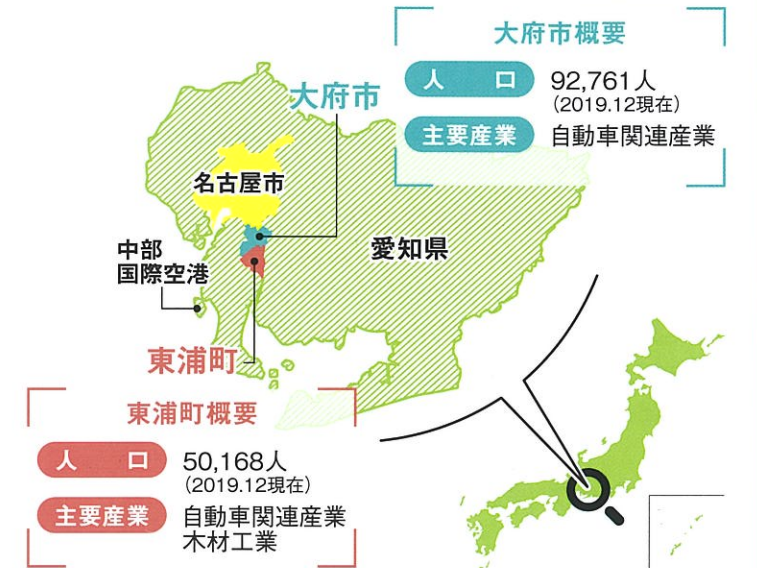 大府市概要
人　口 92,761人
(2019.12現在)
主要産業 自動車関連産業
大府市
名古屋市
愛知県
中部
国際空港
東浦町
東浦町概要
人　口 50,168人
(2019.12現在)
主要産業 自動車関連産業
木材工業